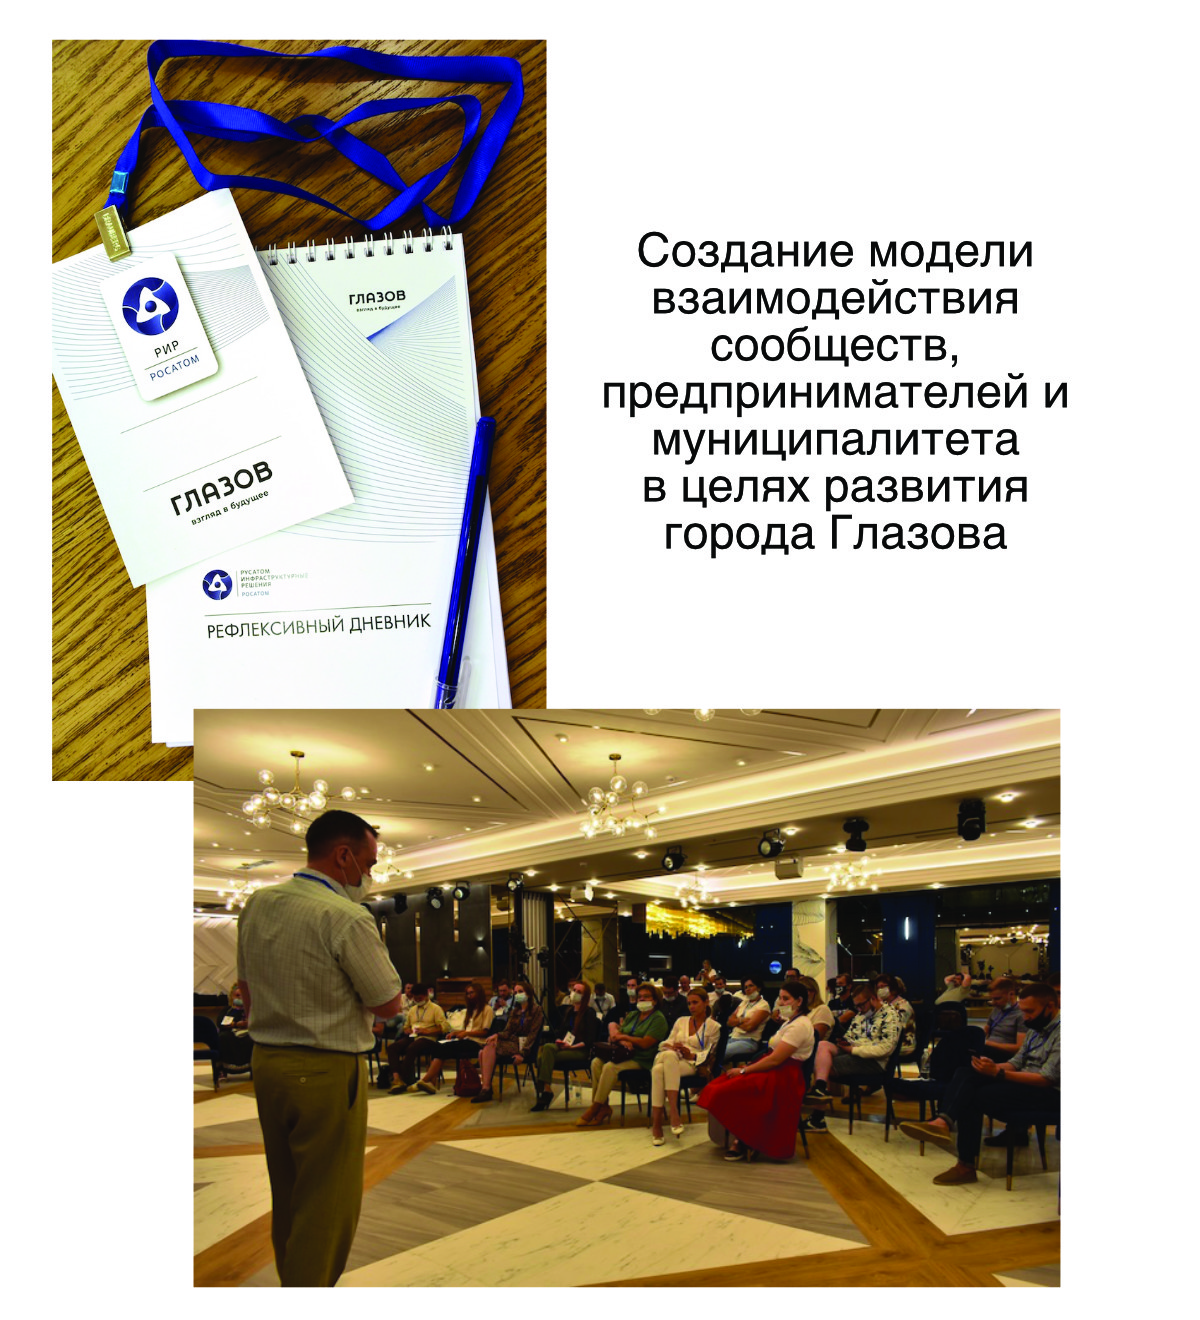 ГЛАЗОВ
взгляд в будущее
РИР
РОСАТОМ
ГЛАЗОВ
взгляд в будущее
РУСАТОМ
ИНФРАСТРУКТУРНЫЕ
РЕШЕНИЯ
РОСАТОМ
РЕФЛЕКСИВНЫЙ ДНЕВНИК
Создание модели
взаимодействия
сообществ,
предпринимателей и
муниципалитета
в целях развития
города Глазова